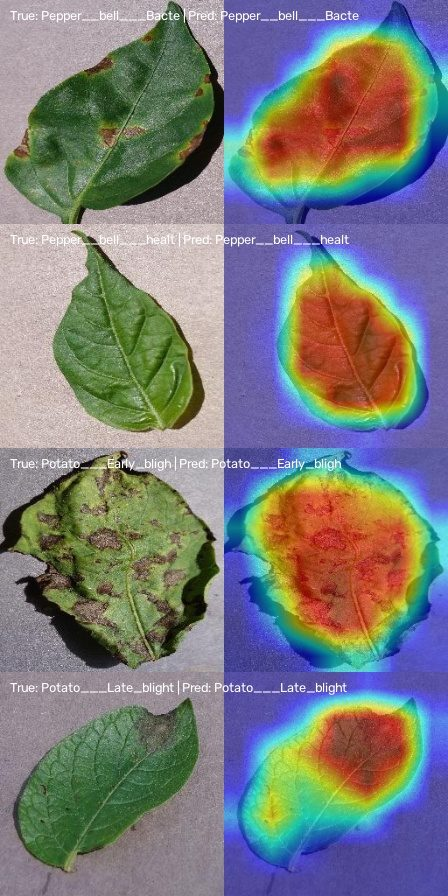 True: Pepper__bell___Bacte | Pred: Pepper__bell___Bacte
True: Pepper__bell___healt | Pred: Pepper__bell___healt
True: Potato___Early_bligh | Pred: Potato___Early_bligh
True: Potato___Late_blight | Pred: Potato___Late_blight